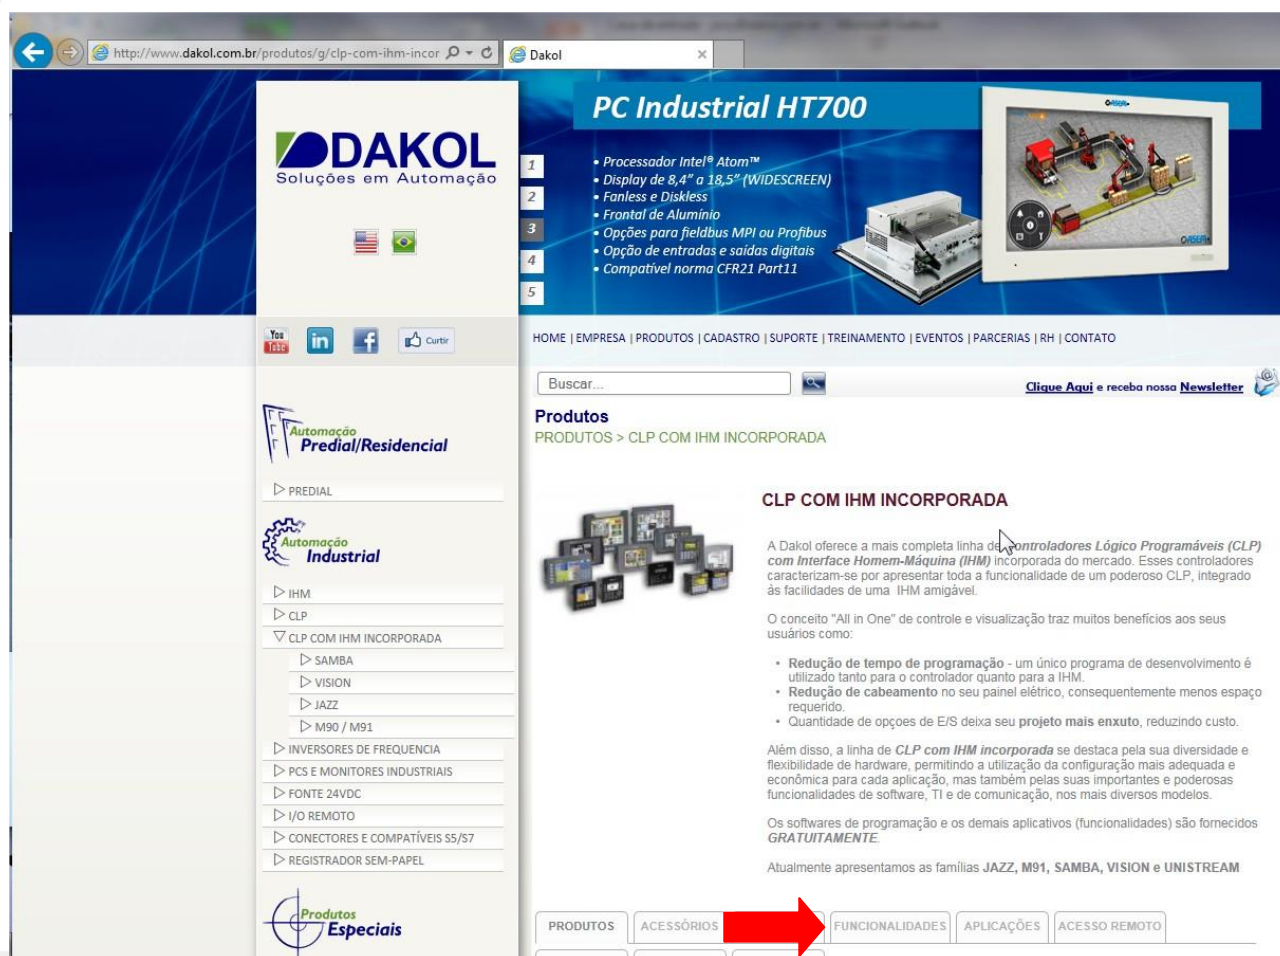 http://www.dakol.com.br/produtos/g/clp-com-ihm-incor
Dakol
PC Industrial HT700
DAKOL
Soluções em Automação
• Processador Intel® Atom™
• Display de 8,4" a 18,5" (WIDESCREEN)
• Fanless e Diskless
• Frontal de Alumínio
• Opções para fieldbus MPI ou Profibus
• Opção de entradas e saídas digitais
• Compatível norma CFR21 Part11
1
2
3
4
5
You Tube
in
f
Curtir
HOME | EMPRESA | PRODUTOS | CADASTRO | SUPORTE | TREINAMENTO | EVENTOS | PARCERIAS | RH | CONTATO
Buscar...
Clique Aqui e receba nossa Newsletter
Automação
Predial/Residencial
PREDIAL
Automação
Industrial
IHM
CLP
CLP COM IHM INCORPORADA
SAMBA
VISION
JAZZ
M90 / M91
INVERSORES DE FREQUENCIA
PCS E MONITORES INDUSTRIAIS
FONTE 24VDC
I/O REMOTO
CONECTORES E COMPATÍVEIS S5/S7
REGISTRADOR SEM-PAPEL
Produtos
Especiais
Produtos
PRODUTOS > CLP COM IHM INCORPORADA
CLP COM IHM INCORPORADA
A Dakol oferece a mais completa linha de Controladores Lógico Programáveis (CLP)
com Interface Homem-Máquina (IHM) incorporada do mercado. Esses controladores
caracterizam-se por apresentar toda a funcionalidade de um poderoso CLP, integrado
às facilidades de uma IHM amigável.
O conceito "All in One" de controle e visualização traz muitos benefícios aos seus
usuários como:
• Redução de tempo de programação - um único programa de desenvolvimento é
utilizado tanto para o controlador quanto para a IHM.
• Redução de cabeamento no seu painel elétrico, consequentemente menos espaço
requerido.
• Quantidade de opçoes de E/S deixa seu projeto mais enxuto, reduzindo custo.
Além disso, a linha de CLP com IHM incorporada se destaca pela sua diversidade e
flexibilidade de hardware, permitindo a utilização da configuração mais adequada e
econômica para cada aplicação, mas também pelas suas importantes e poderosas
funcionalidades de software, TI e de comunicação, nos mais diversos modelos.
Os softwares de programação e os demais aplicativos (funcionalidades) são fornecidos
GRATUITAMENTE.
Atualmente apresentamos as famílias JAZZ, M91, SAMBA, VISION e UNISTREAM
PRODUTOS
ACESSÓRIOS
FUNCIONALIDADES
APLICAÇÕES
ACESSO REMOTO